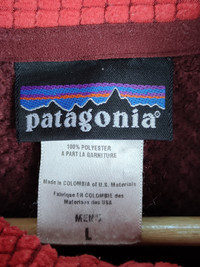 patagonia®
100% POLYESTER.
À PART LA GARNITURE
MADE IN COLOMBIA of U.S. Materials
Fabriqué EN COLOMBIE des
Matériaux des USA
MEN'S
L